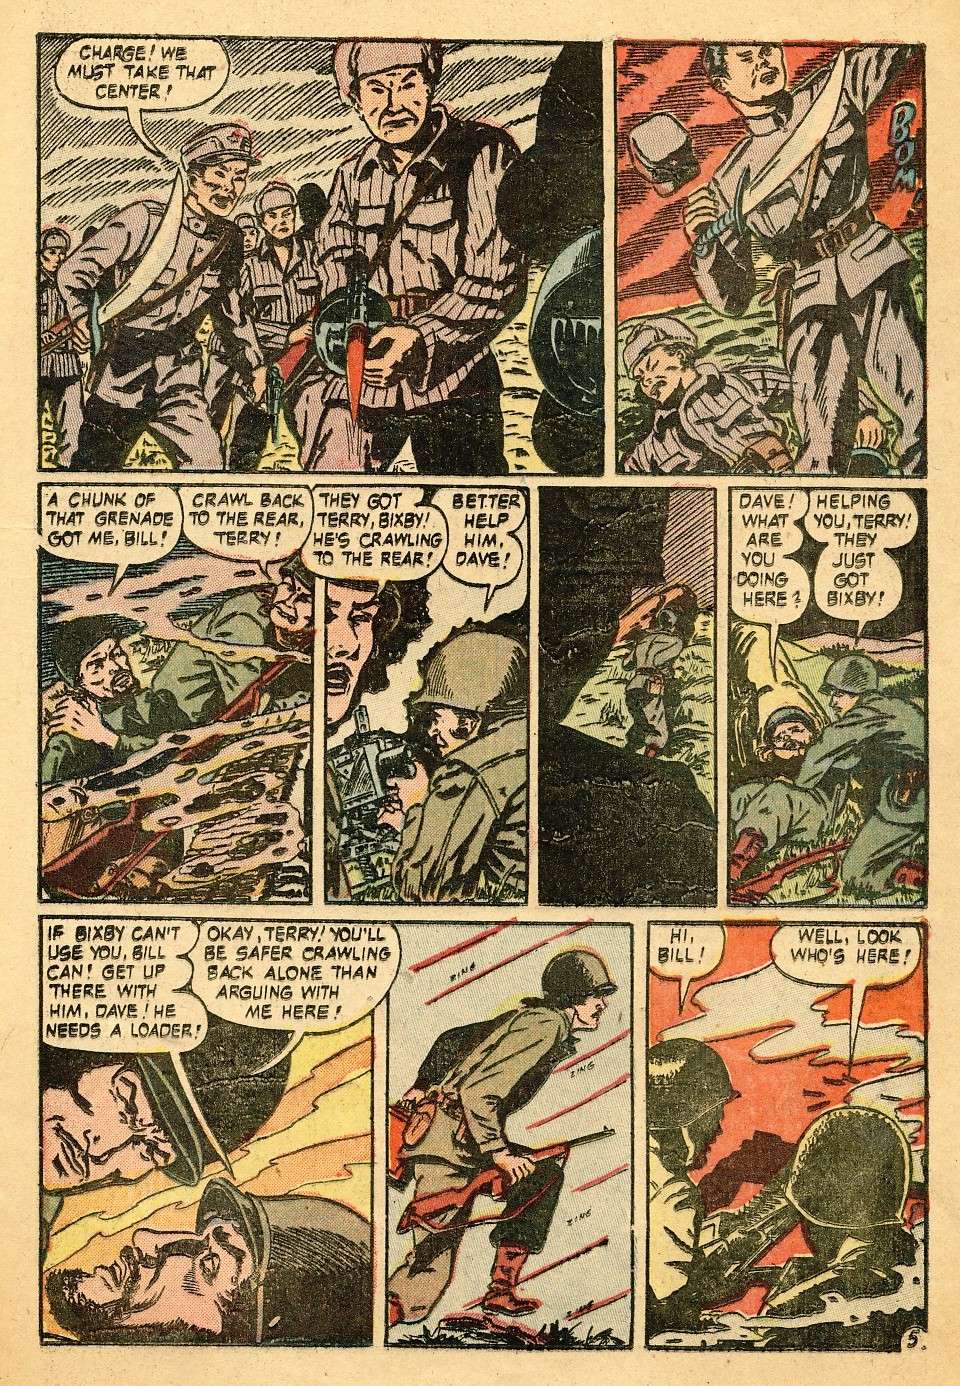 CHARGE! WE
MUST TAKE THAT
CENTER!
BOM
A CHUNK OF
THAT GRENADE
GOT ME, BILL!
CRAWL BACK
TO THE REAR,
TERRY!
THEY GOT
TERRY, BIXBY!
HE'S CRAWLING
TO THE REAR!
BETTER
HELP
HIM,
DAVE!
DAVE!
WHAT
ARE
YOU
DOING
HERE?
HELPING
YOU, TERRY!
THEY
JUST
GOT
BIXBY!
IF BIXBY CAN'T
USE YOU, BILL
CAN! GET UP
THERE WITH
HIM, DAVE! HE
NEEDS A LOADER!
OKAY, TERRY! YOU'LL
BE SAFER CRAWLING
BACK ALONE THAN
ARGUING WITH
ME HERE!
ZING
ZING
ZING
ZING
HI,
BILL!
WELL, LOOK
WHO'S HERE!
5.